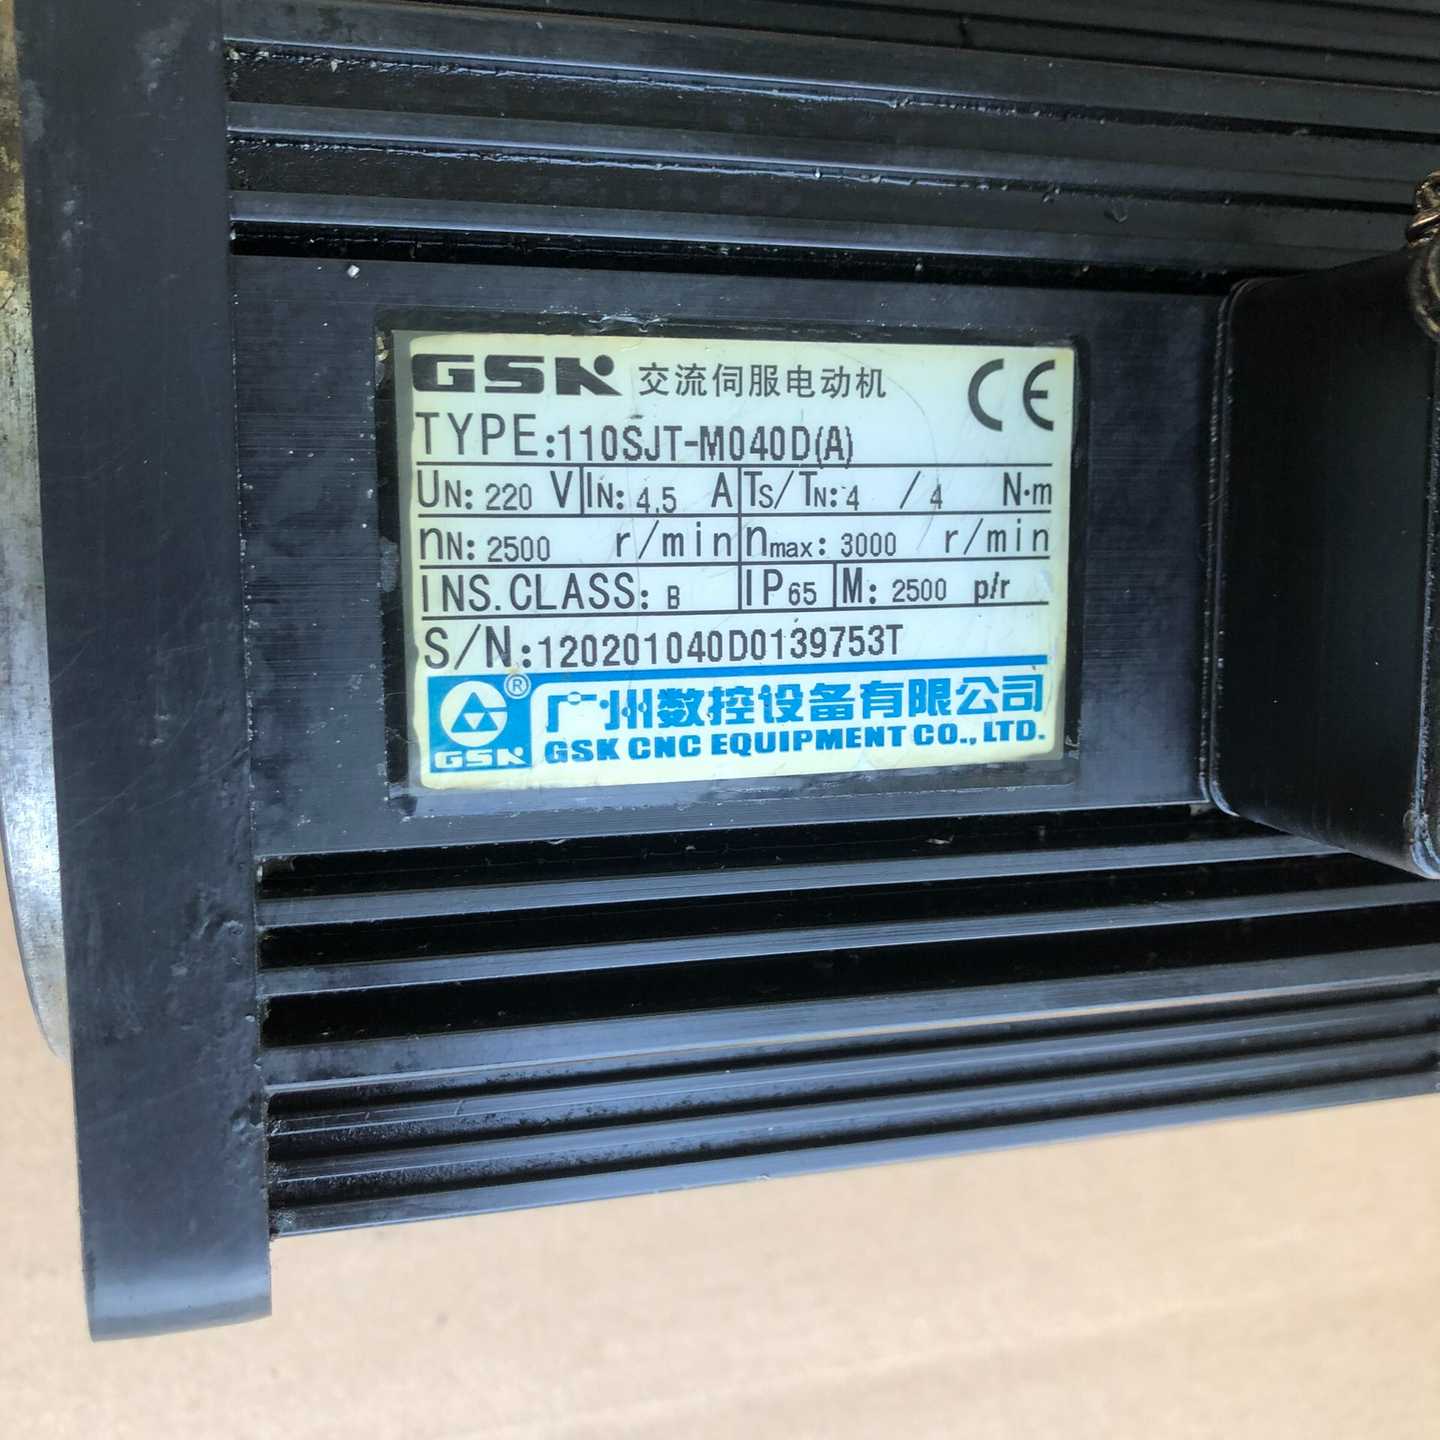 GSK 交流伺服电动机 CE
TYPE:110SJT-M040D(A)
UN: 220 V IN: 4.5 A TS/TN: 4 / 4 N·m
nN: 2500 r/min nmax: 3000 r/min
INS.CLASS: B IP65 M: 2500 p/r
S/N:120201040D0139753T
® 广州数控设备有限公司
GSK GSK CNC EQUIPMENT CO., LTD.